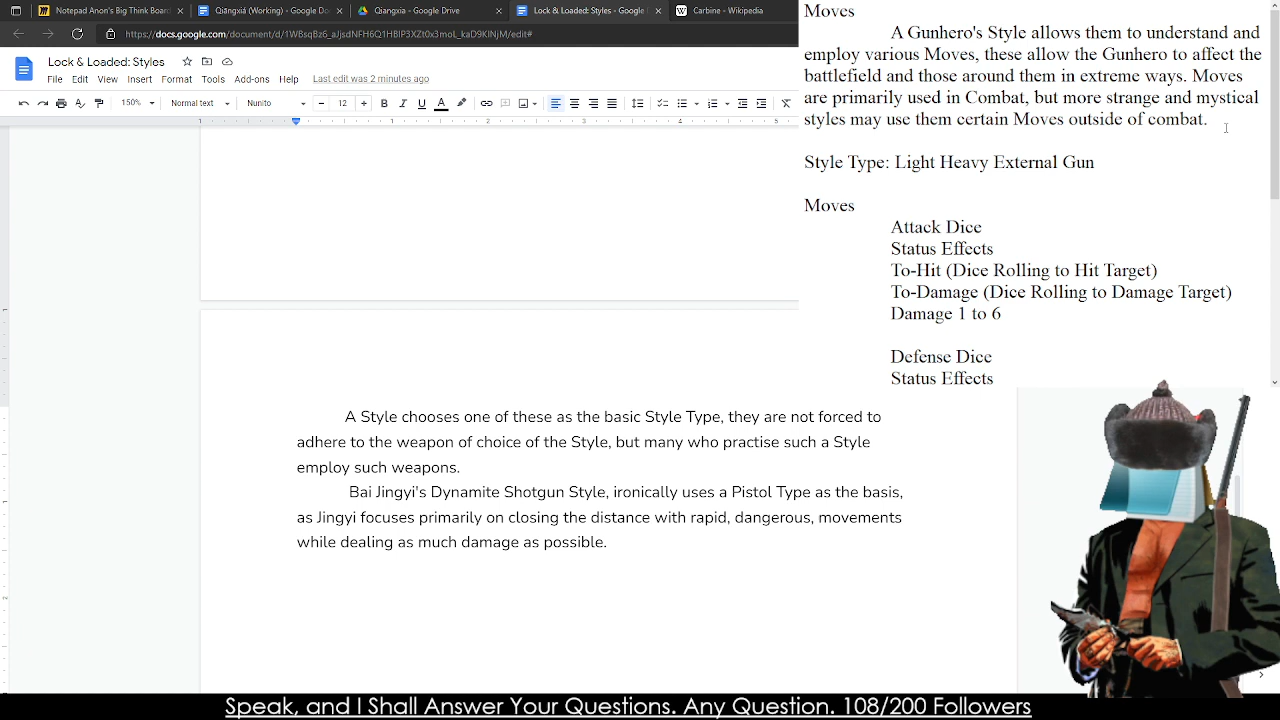 Notepad Anon's Big Think Board
Qiāngxiá (Working) - Google Do
Qiangxia - Google Drive
Lock & Loaded: Styles - Google
Carbine - Wikipedia
https://docs.google.com/document/d/1WBsqBz6_aJjsdNFH6Q1HBIP3XZt0x3moL_kaD9KINjM/edit#
Lock & Loaded: Styles
File Edit View Insert Format Tools Add-ons Help Last edit was 2 minutes ago
150% Normal text Nunito 12
Moves
A Gunhero's Style allows them to understand and
employ various Moves, these allow the Gunhero to affect the
battlefield and those around them in extreme ways. Moves
are primarily used in Combat, but more strange and mystical
styles may use them certain Moves outside of combat.
Style Type: Light Heavy External Gun
Moves
Attack Dice
Status Effects
To-Hit (Dice Rolling to Hit Target)
To-Damage (Dice Rolling to Damage Target)
Damage 1 to 6
Defense Dice
Status Effects
A Style chooses one of these as the basic Style Type, they are not forced to
adhere to the weapon of choice of the Style, but many who practise such a Style
employ such weapons.
Bai Jingyi's Dynamite Shotgun Style, ironically uses a Pistol Type as the basis,
as Jingyi focuses primarily on closing the distance with rapid, dangerous, movements
while dealing as much damage as possible.
Speak, and I Shall Answer Your Questions. Any Question. 108/200 Followers